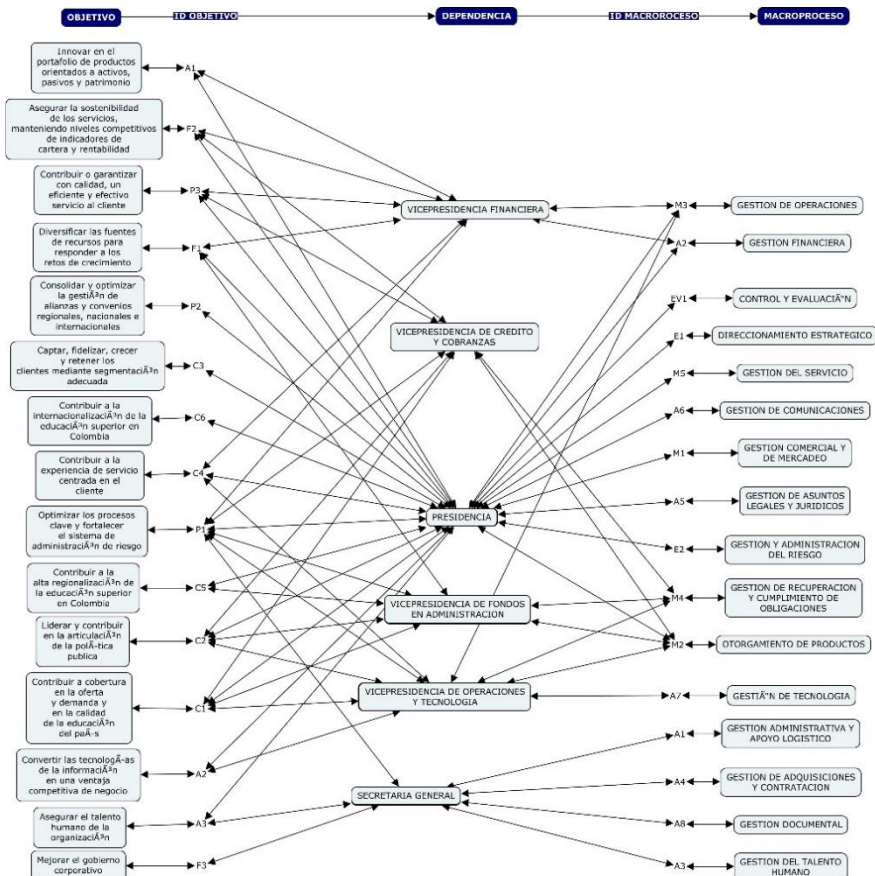 OBJETIVO
ID OBJETIVO
DEPENDENCIA
ID MACROROCESO
MACROPROCESO
Innovar en el
portafolio de productos
orientados a activos,
pasivos y patrimonio
A1
Asegurar la sostenibilidad
de los servicios,
manteniendo niveles competitivos
de indicadores de
cartera y rentabilidad
F2
Contribuir o garantizar
con calidad, un
eficiente y efectivo
servicio al cliente
P3
Diversificar las fuentes
de recursos para
responder a los
retos de crecimiento
F1
Consolidar y optimizar
la gestiÃ³n de
alianzas y convenios
regionales, nacionales e
internacionales
P2
Captar, fidelizar, crecer
y retener los
clientes mediante segmentaciÃ³n
adecuada
C3
Contribuir a la
internacionalizaciÃ³n de la
educaciÃ³n superior en
Colombia
C6
Contribuir a la
experiencia de servicio
centrada en el
cliente
C4
Optimizar los procesos
clave y fortalecer
el sistema de
administraciÃ³n de riesgo
P1
Contribuir a la
alta regionalizaciÃ³n de
la educaciÃ³n superior
en Colombia
C5
Liderar y contribuir
en la articulaciÃ³n
de la polÃ­tica
publica
C2
Contribuir a cobertura
en la oferta
y demanda y
en la calidad
de la educaciÃ³n
del paÃ­s
C1
Convertir las tecnologÃ­as
de la informaciÃ³n
en una ventaja
competitiva de negocio
A2
Asegurar el talento
humano de la
organizaciÃ³n
A3
Mejorar el gobierno
corporativo
F3
VICEPRESIDENCIA FINANCIERA
VICEPRESIDENCIA DE CREDITO
Y COBRANZAS
PRESIDENCIA
VICEPRESIDENCIA DE FONDOS
EN ADMINISTRACION
VICEPRESIDENCIA DE OPERACIONES
Y TECNOLOGIA
SECRETARIA GENERAL
M3
GESTION DE OPERACIONES
A2
GESTION FINANCIERA
EV1
CONTROL Y EVALUACIÃ“N
E1
DIRECCIONAMIENTO ESTRATEGICO
M5
GESTION DEL SERVICIO
A6
GESTION DE COMUNICACIONES
M1
GESTION COMERCIAL Y
DE MERCADEO
A5
GESTION DE ASUNTOS
LEGALES Y JURIDICOS
E2
GESTION Y ADMINISTRACION
DEL RIESGO
M4
GESTION DE RECUPERACION
Y CUMPLIMIENTO DE
OBLIGACIONES
M2
OTORGAMIENTO DE PRODUCTOS
A7
GESTIÃ“N DE TECNOLOGIA
A1
GESTION ADMINISTRATIVA Y
APOYO LOGISTICO
A4
GESTION DE ADQUISICIONES
Y CONTRATACION
A8
GESTION DOCUMENTAL
A3
GESTION DEL TALENTO
HUMANO